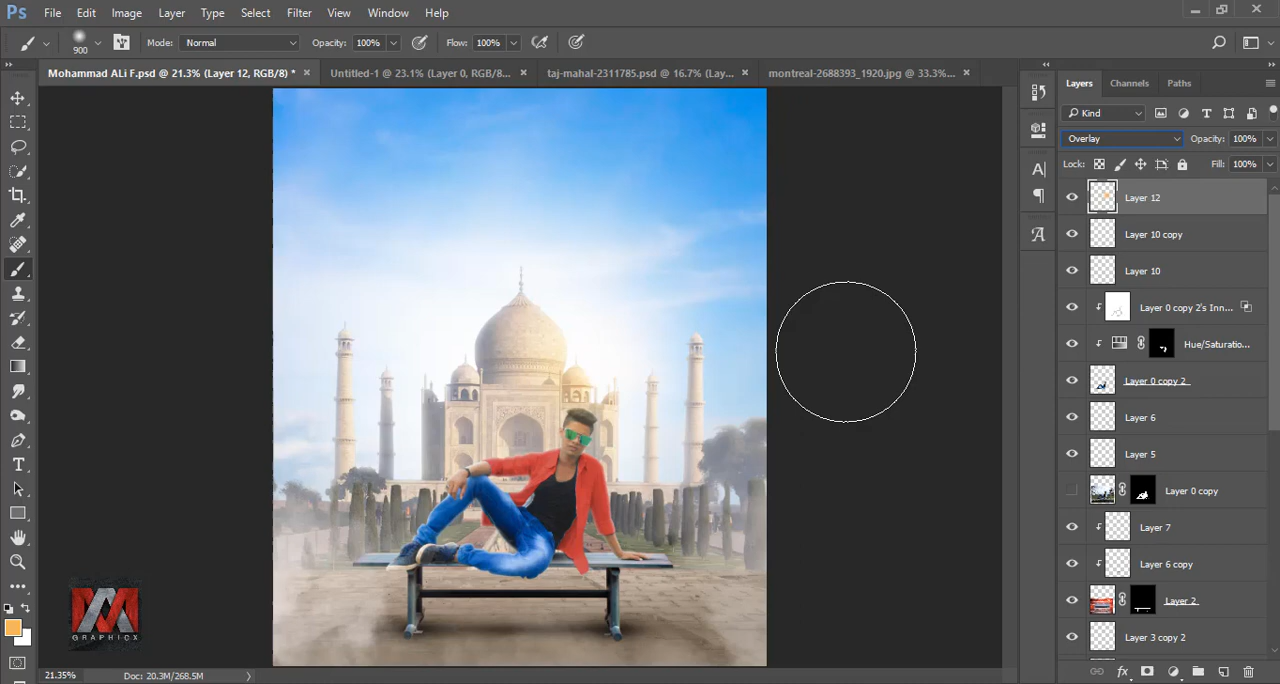 Ps File Edit Image Layer Type Select Filter View Window Help
900 Mode: Normal Opacity: 100% Flow: 100%
Mohammad ALi F.psd @ 21.3% (Layer 12, RGB/8) * × Untitled-1 @ 23.1% (Layer 0, RGB/8... × taj-mahal-2311785.psd @ 16.7% (Lay... × montreal-2688393_1920.jpg @ 33.3%... ×
Layers Channels Paths
Kind
Overlay Opacity: 100%
Lock: Fill: 100%
Layer 12
Layer 10 copy
Layer 10
Layer 0 copy 2's Inn...
Hue/Saturatio...
Layer 0 copy 2
Layer 6
Layer 5
Layer 0 copy
Layer 7
Layer 6 copy
Layer 2
Layer 3 copy 2
GRAPHICX
21.35% Doc: 20.3M/268.5M